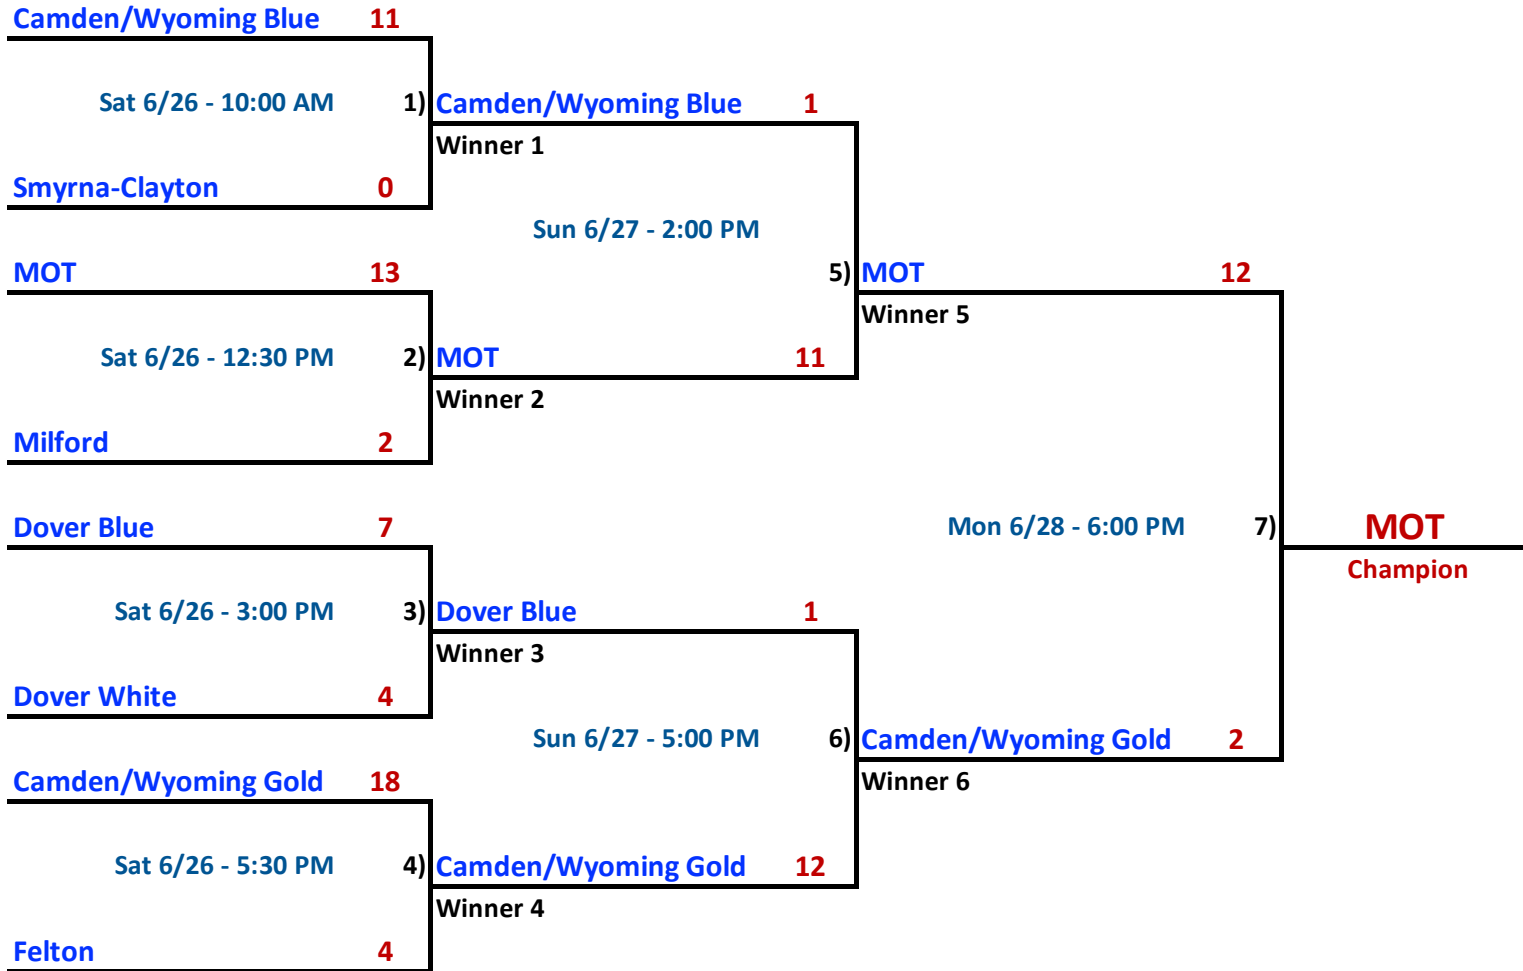 Camden/Wyoming Blue 11
Sat 6/26 - 10:00 AM 1) Camden/Wyoming Blue 1
Winner 1
Smyrna-Clayton 0
Sun 6/27 - 2:00 PM
MOT 13 5) MOT 12
Winner 5
Sat 6/26 - 12:30 PM 2) MOT 11
Winner 2
Milford 2
Dover Blue 7 Mon 6/28 - 6:00 PM 7) MOT
Champion
Sat 6/26 - 3:00 PM 3) Dover Blue 1
Winner 3
Dover White 4
Sun 6/27 - 5:00 PM 6) Camden/Wyoming Gold 2
Camden/Wyoming Gold 18 Winner 6
Sat 6/26 - 5:30 PM 4) Camden/Wyoming Gold 12
Winner 4
Felton 4